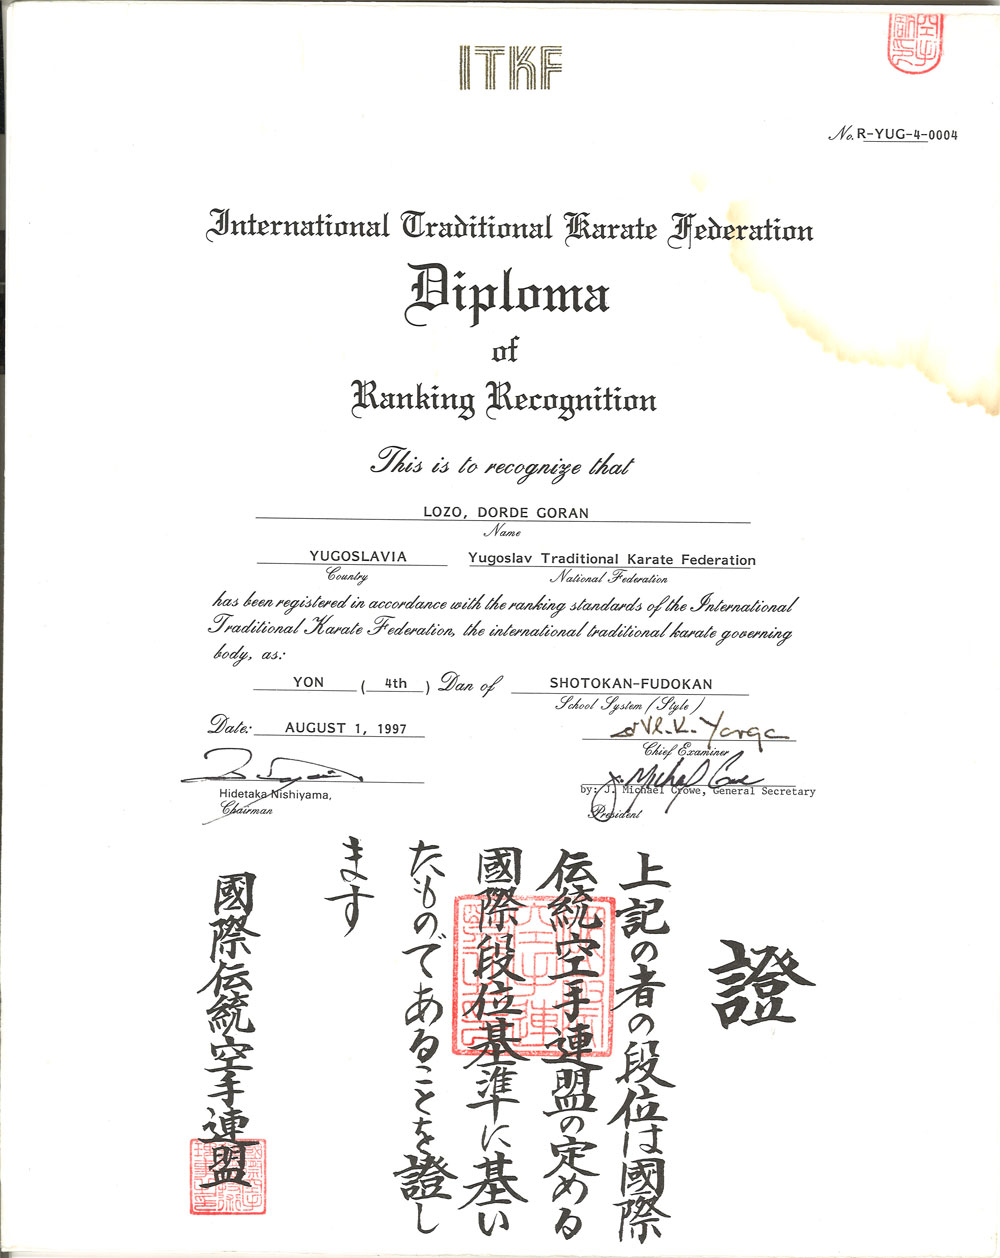 ITKF
No. R-YUG-4-0004
International Traditional Karate Federation
Diploma
of
Ranking Recognition
This is to recognize that
LOZO, DORDE GORAN
Name
YUGOSLAVIA Yugoslav Traditional Karate Federation
Country National Federation
has been registered in accordance with the ranking standards of the International
Traditional Karate Federation, the international traditional karate governing
body, as:
YON ( 4th ) Dan of SHOTOKAN-FUDOKAN
School System (Style)
Date: AUGUST 1, 1997
Chief Examiner
by: J. Michael Crowe, General Secretary
President
Hidetaka Nishiyama,
Chairman
證
上記の者の段位は國際
伝統空手連盟の定める
國際段位基準に基い
たものであることを證し
ます
國際伝統空手連盟